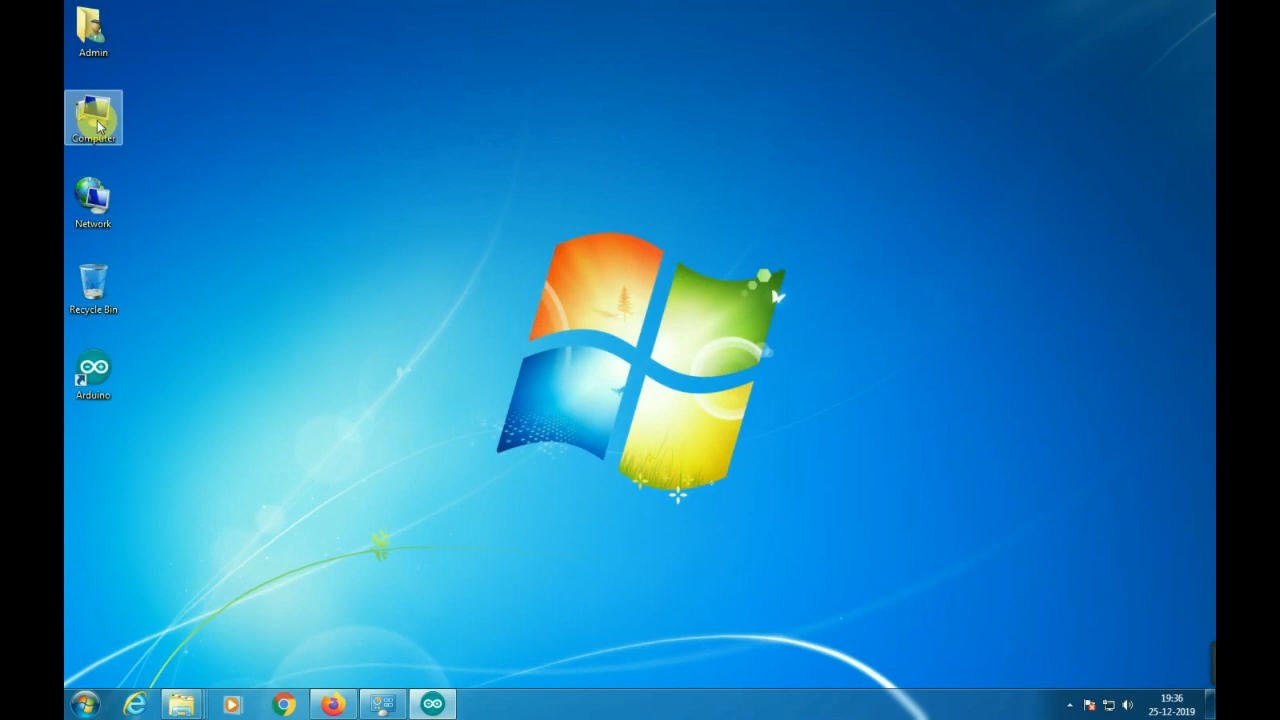 Admin
Computer
Network
Recycle Bin
Arduino
19:36
25-12-2019